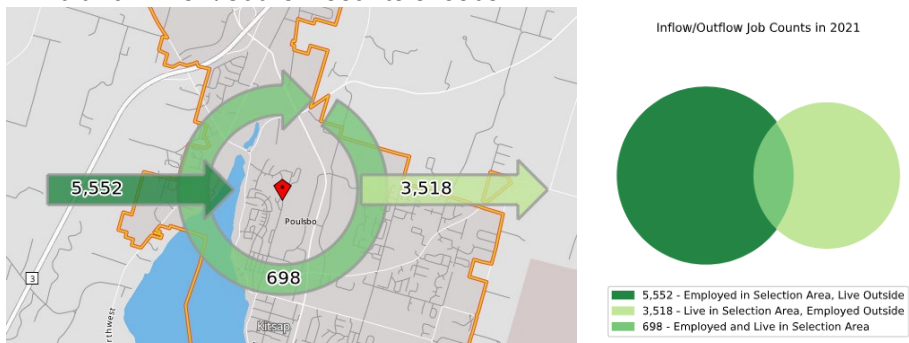 5,552
3,518
698
Poulsbo
Kitsap
3
Inflow/Outflow Job Counts in 2021
5,552 - Employed in Selection Area, Live Outside
3,518 - Live in Selection Area, Employed Outside
698 - Employed and Live in Selection Area